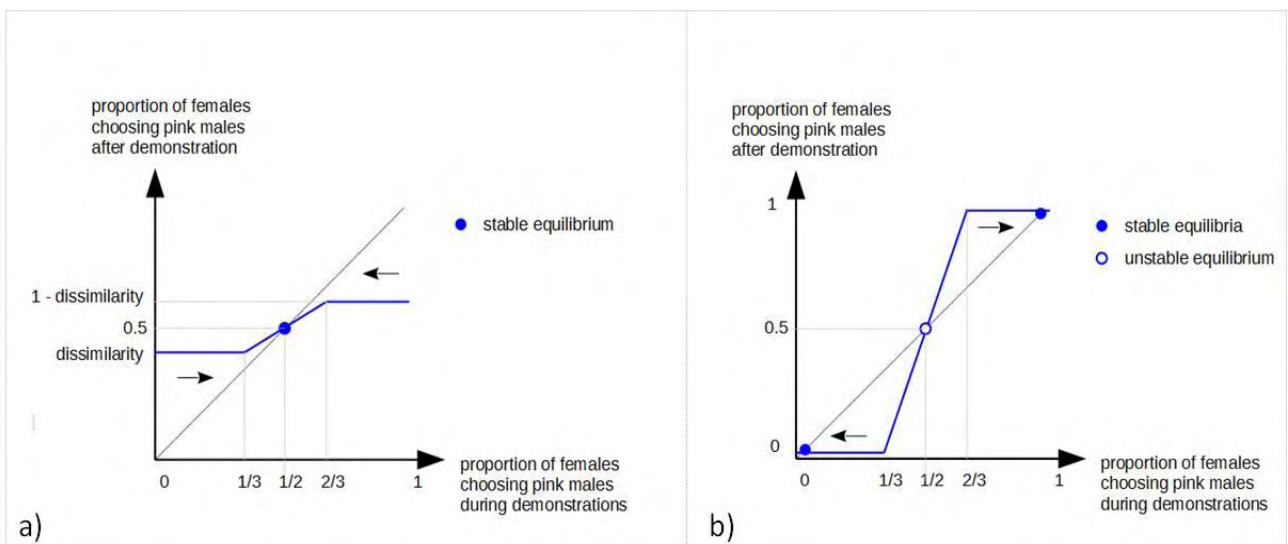 proportion of females
choosing pink males
after demonstration
stable equilibrium
1 - dissimilarity
0.5
dissimilarity
0
1/3
1/2
2/3
1
proportion of females
choosing pink males
during demonstrations
a)
proportion of females
choosing pink males
after demonstration
1
stable equilibria
unstable equilibrium
0.5
0
0
1/3
1/2
2/3
1
proportion of females
choosing pink males
during demonstrations
b)